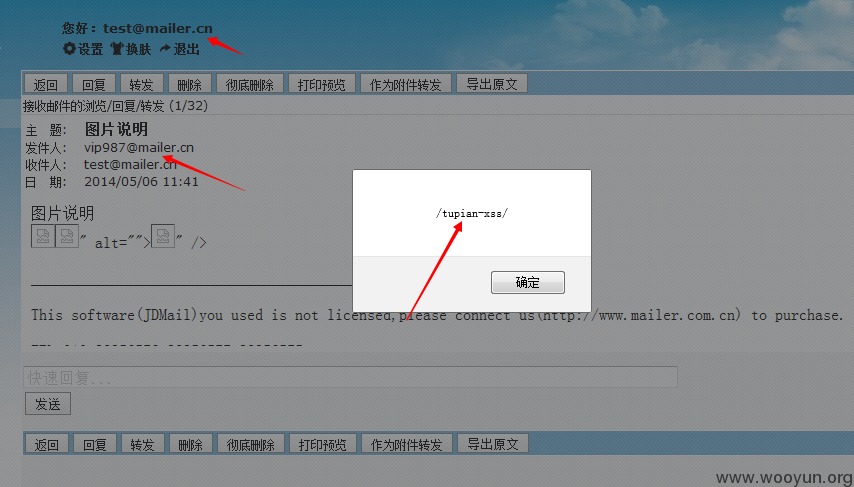 您好：test@mailer.cn
设置 换肤 退出
返回 回复 转发 删除 彻底删除 打印预览 作为附件转发 导出原文
接收邮件的浏览/回复/转发 (1/32)
主 题: 图片说明
发件人: vip987@mailer.cn
收件人: test@mailer.cn
日 期: 2014/05/06 11:41
图片说明
" alt="">" />
/tupian-xss/
确定
This software(JDMail)you used is not licensed,please connect us(http://www.mailer.com.cn) to purchase.
快速回复...
发送
返回 回复 转发 删除 彻底删除 打印预览 作为附件转发 导出原文
www.wooyun.org